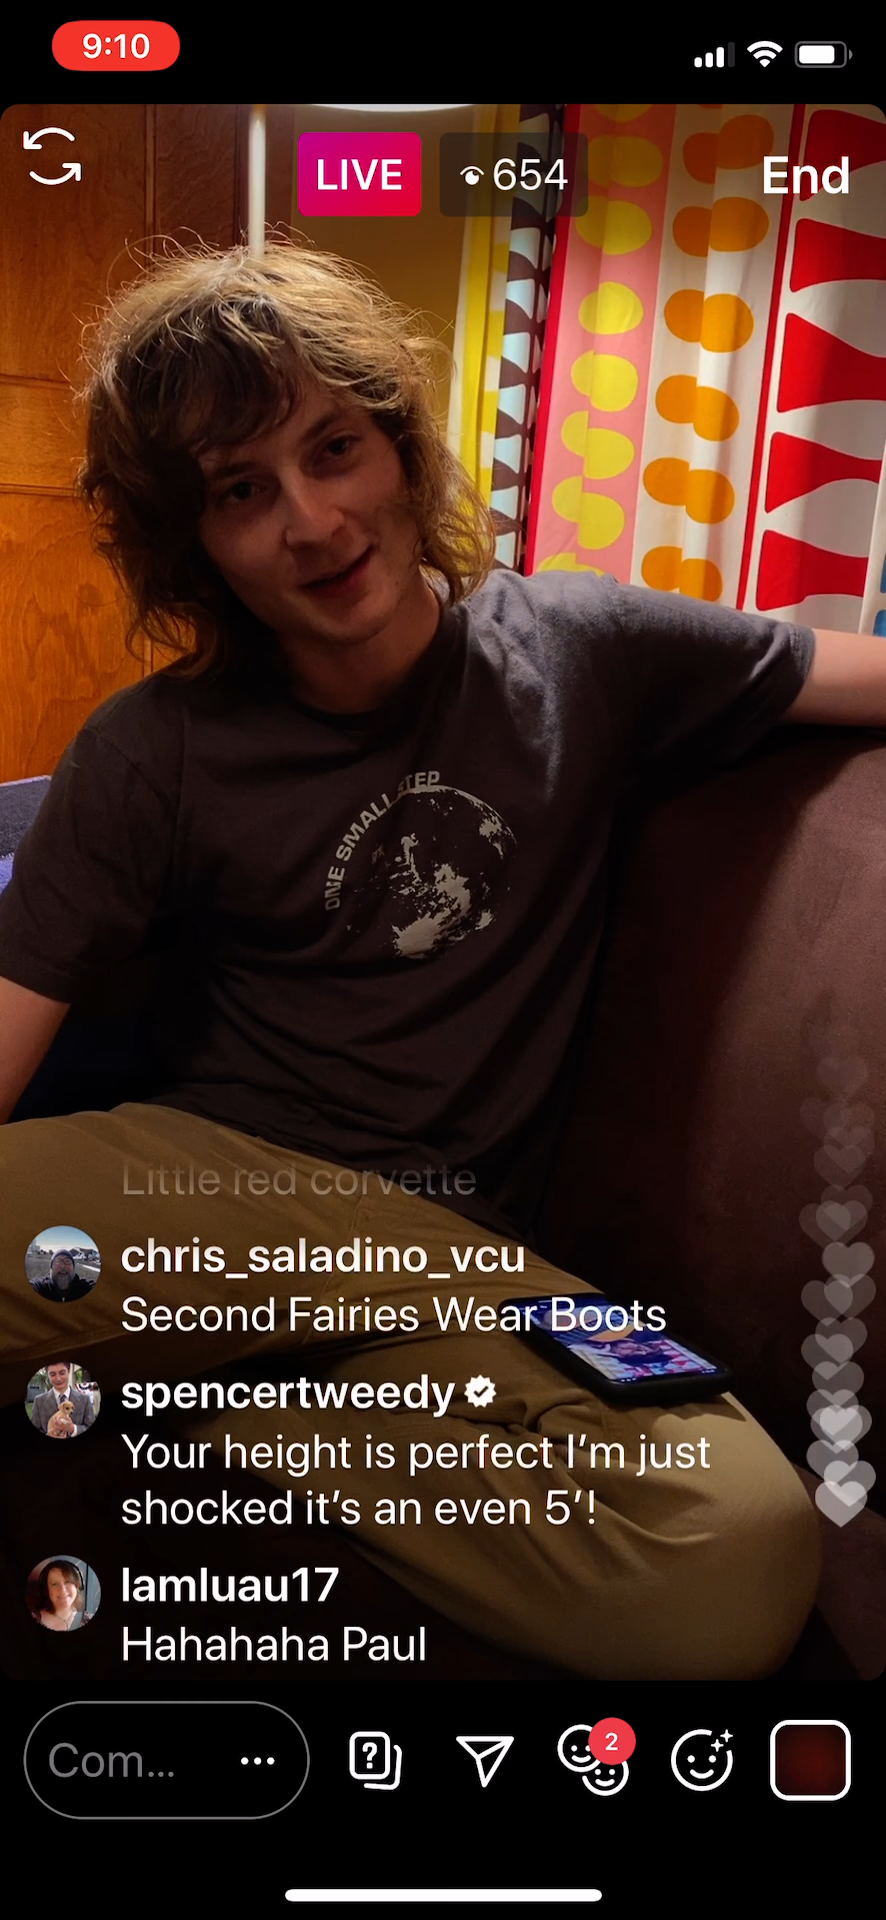 9:10
LIVE
654
End
ONE SMALL STEP
Little red corvette
chris_saladino_vcu
Second Fairies Wear Boots
spencertweedy
Your height is perfect I’m just
shocked it’s an even 5’!
lamluau17
Hahahaha Paul
Com...
2